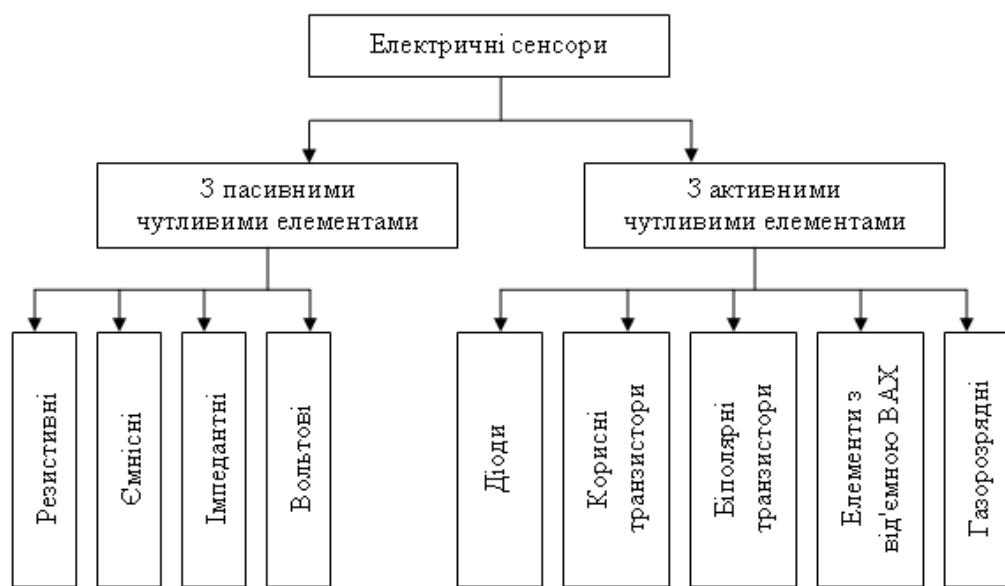 Електричні сенсори
З пасивними
чутливими елементами
З активними
чутливими елементами
Резистивні
Ємнісні
Імпедантні
Вольтові
Діоди
Корисні
транзистори
Біполярні
транзистори
Елементи з
від'ємною ВАХ
Газорозрядні